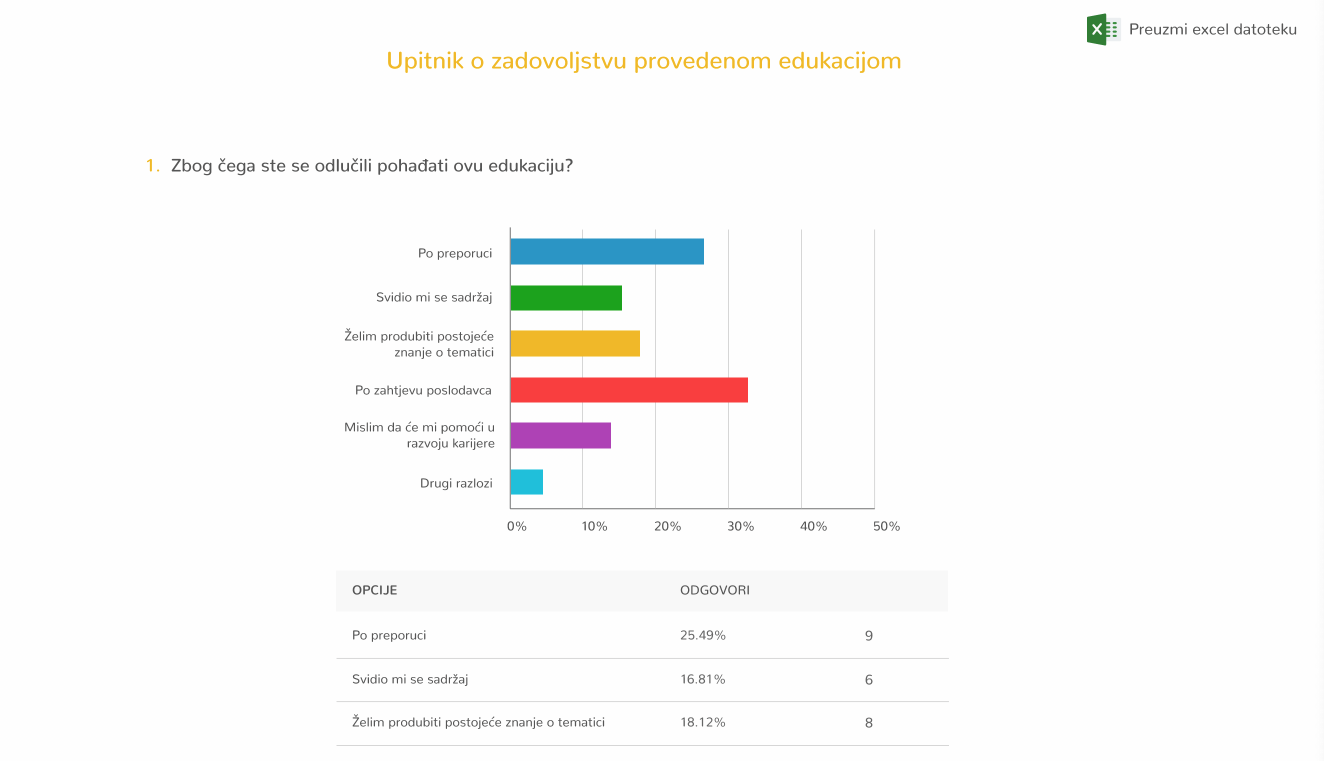 Preuzmi excel datoteku
Upitnik o zadovoljstvu provedenom edukacijom
1. Zbog čega ste se odlučili pohađati ovu edukaciju?
Po preporuci
Svidio mi se sadržaj
Želim produbiti postojeće
znanje o tematici
Po zahtjevu poslodavca
Mislim da će mi pomoći u
razvoju karijere
Drugi razlozi
0% 10% 20% 30% 40% 50%
OPCIJE ODGOVORI
Po preporuci 25.49% 9
Svidio mi se sadržaj 16.81% 6
Želim produbiti postojeće znanje o tematici 18.12% 8